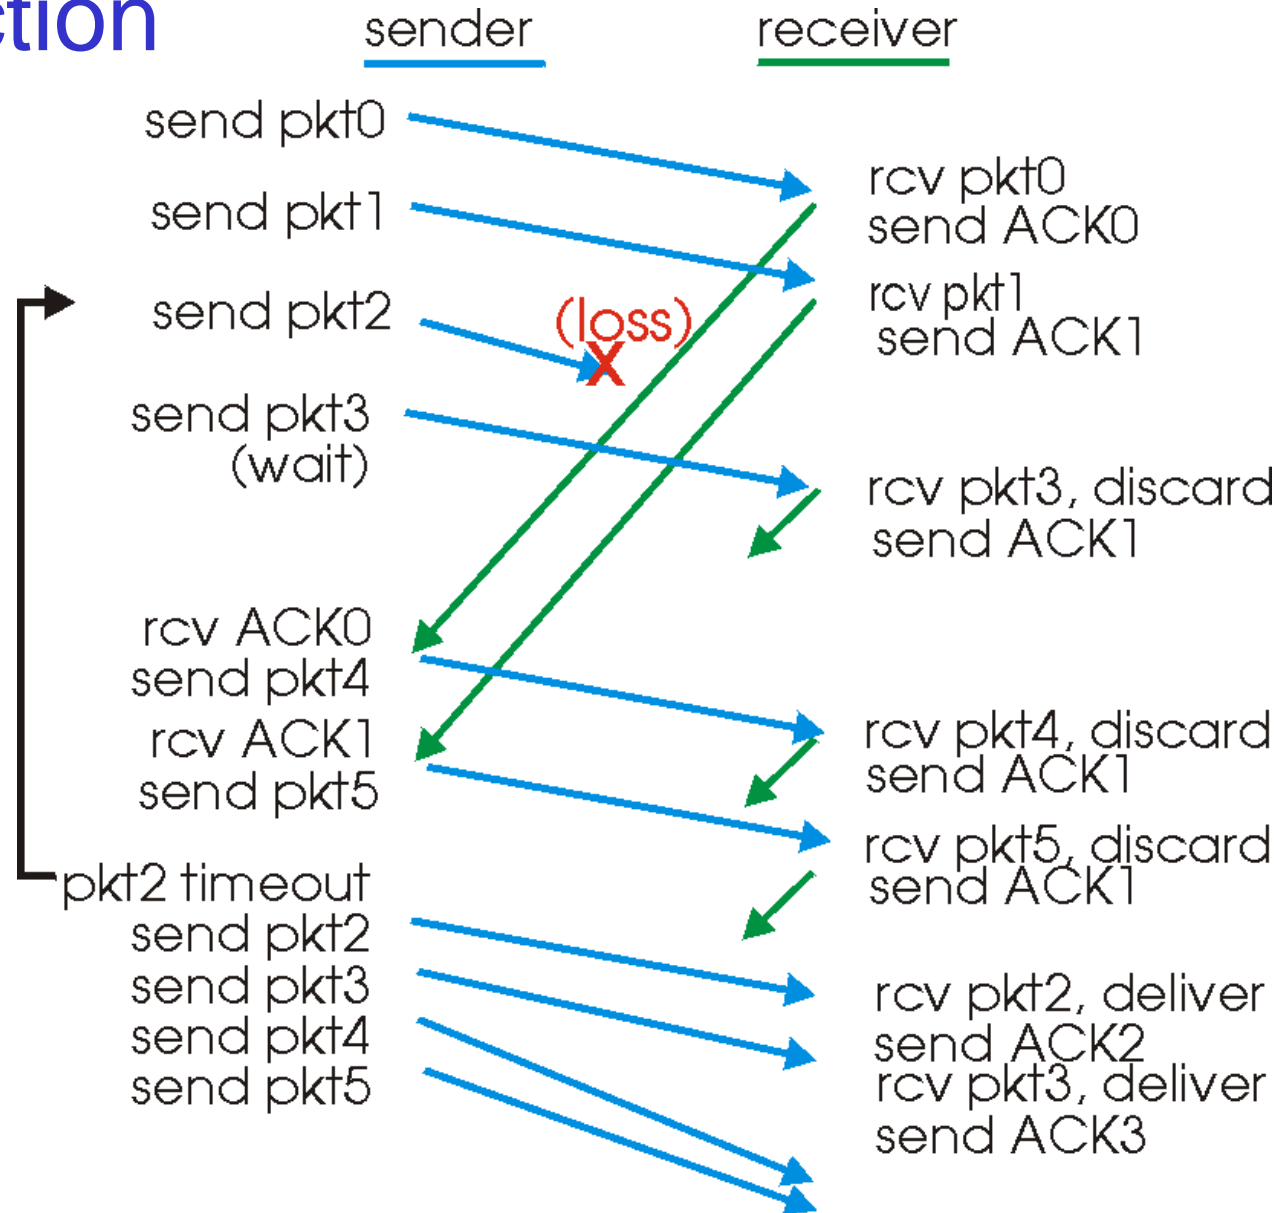 ction
sender receiver
send pkt0
rcv pkt0
send pkt1
send ACK0
rcv pkt1
send pkt2
(loss)
X
send ACK1
send pkt3
(wait)
rcv pkt3, discard
send ACK1
rcv ACK0
send pkt4
rcv ACK1
rcv pkt4, discard
send ACK1
send pkt5
rcv pkt5, discard
send ACK1
pkt2 timeout
send pkt2
send pkt3
rcv pkt2, deliver
send pkt4
send ACK2
send pkt5
rcv pkt3, deliver
send ACK3